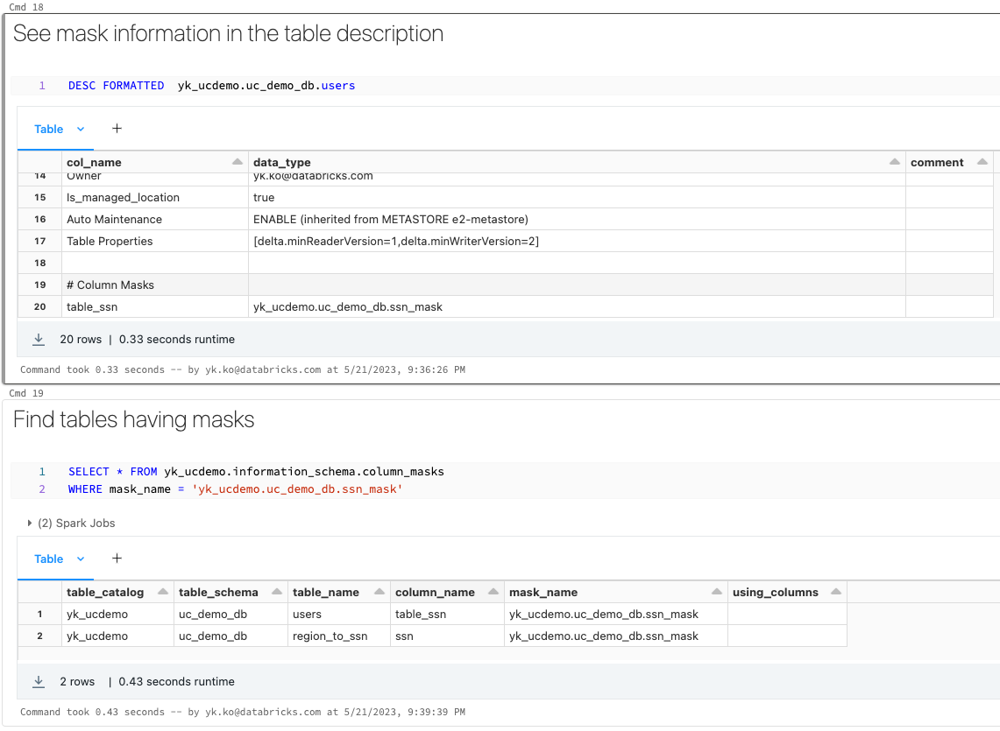 Cmd 18
See mask information in the table description
1 DESC FORMATTED yk_ucdemo.uc_demo_db.users
Table +
col_name data_type comment
14 Owner yk.ko@databricks.com
15 Is_managed_location true
16 Auto Maintenance ENABLE (inherited from METASTORE e2-metastore)
17 Table Properties [delta.minReaderVersion=1,delta.minWriterVersion=2]
18
19 # Column Masks
20 table_ssn yk_ucdemo.uc_demo_db.ssn_mask
20 rows | 0.33 seconds runtime
Command took 0.33 seconds -- by yk.ko@databricks.com at 5/21/2023, 9:36:26 PM
Cmd 19
Find tables having masks
1 SELECT * FROM yk_ucdemo.information_schema.column_masks
2 WHERE mask_name = 'yk_ucdemo.uc_demo_db.ssn_mask'
(2) Spark Jobs
Table +
table_catalog table_schema table_name column_name mask_name using_columns
1 yk_ucdemo uc_demo_db users table_ssn yk_ucdemo.uc_demo_db.ssn_mask
2 yk_ucdemo uc_demo_db region_to_ssn ssn yk_ucdemo.uc_demo_db.ssn_mask
2 rows | 0.43 seconds runtime
Command took 0.43 seconds -- by yk.ko@databricks.com at 5/21/2023, 9:39:39 PM